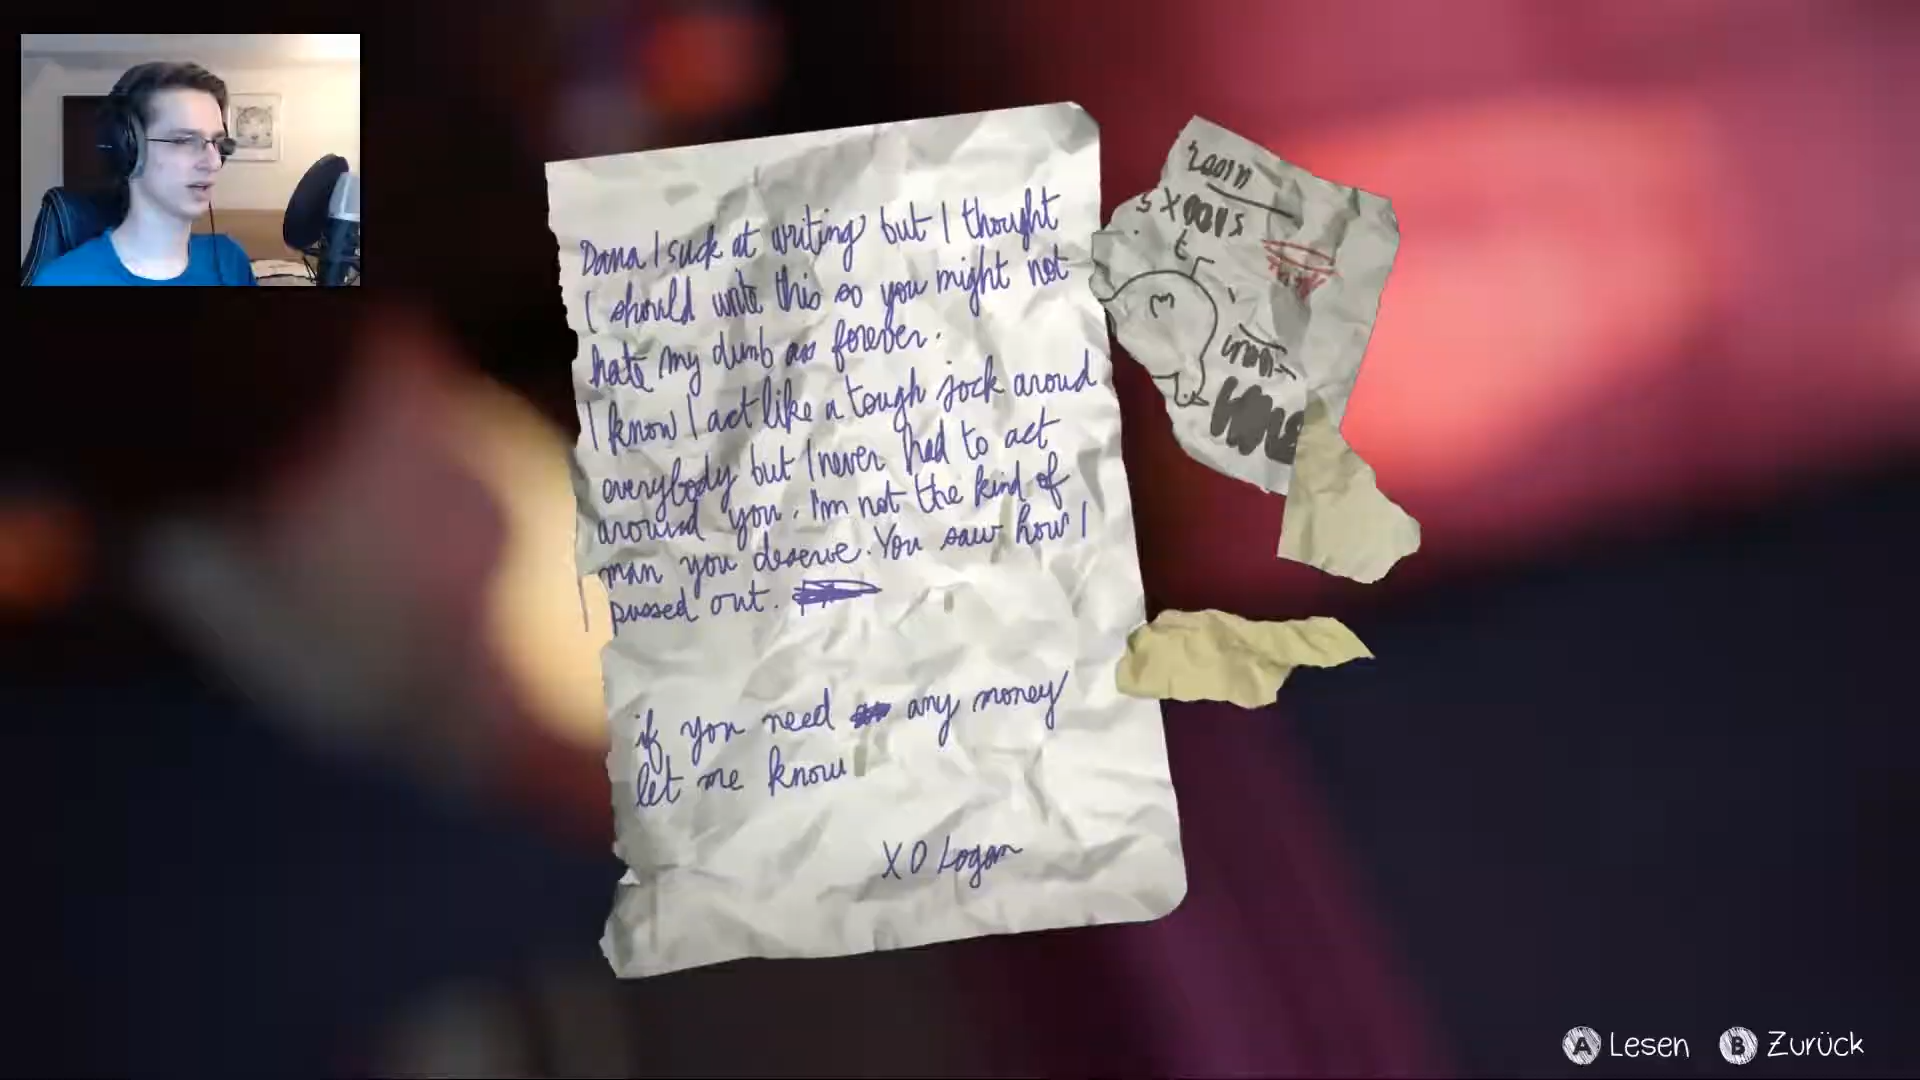 Dana I suck at writing but I thought
I should write this so you might not
hate my dumb ass forever.
I know I act like a tough jock aroud
everybody but I never had to act
around you. I'm not the kind of
man you deserve. You saw how I
pussed out.
if you need any money
let me know
XO Logan
A Lesen B Zurück